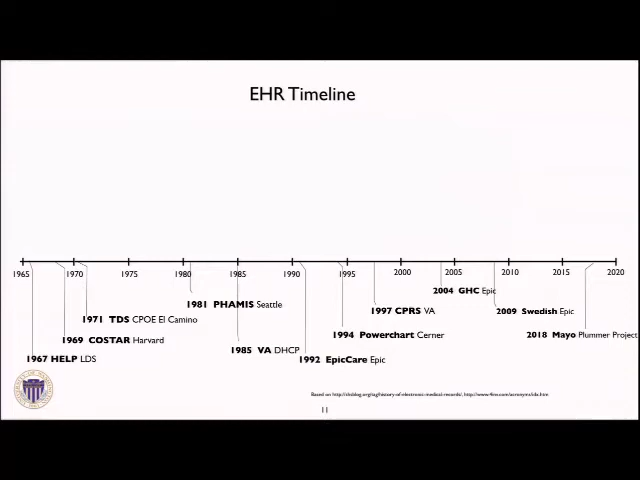 EHR Timeline
1965 1970 1975 1980 1985 1990 1995 2000 2005 2010 2015 2020
2004 GHC Epic
1981 PHAMIS Seattle
1997 CPRS VA
2009 Swedish Epic
1971 TDS CPOE El Camino
1994 Powerchart Cerner
2018 Mayo Plummer Project
1969 COSTAR Harvard
1985 VA DHCP
1967 HELP LDS
1992 EpicCare Epic
11